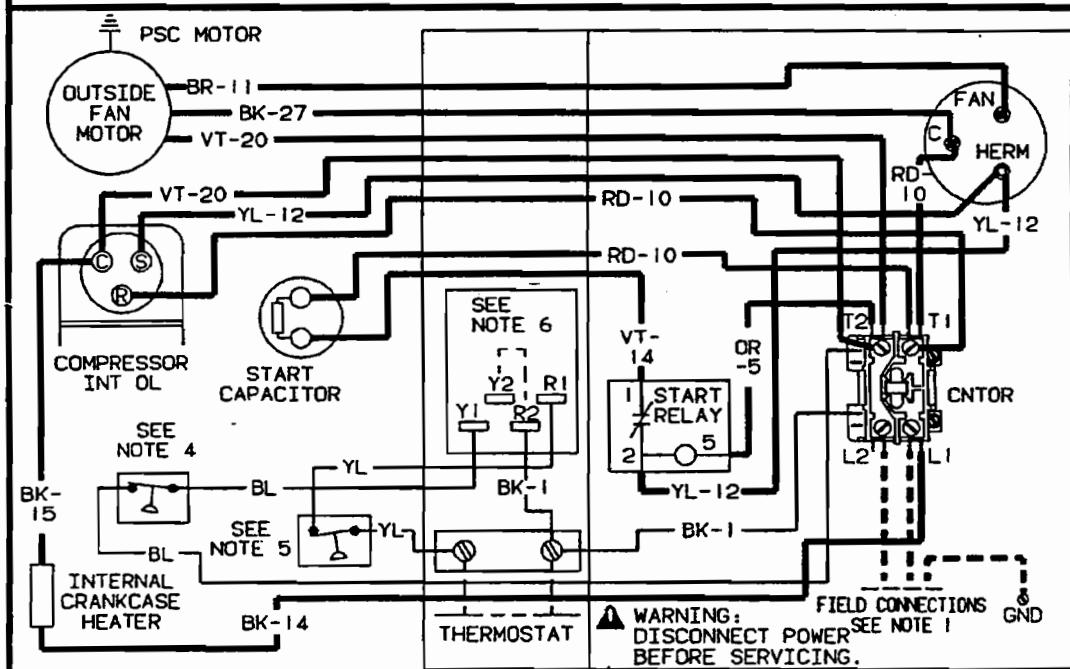 PSC MOTOR
OUTSIDE
FAN
MOTOR
BR-11
BK-27
VT-20
FAN
C
HERM
RD-
10
VT-20
YL-12
RD-10
YL-12
C
S
R
RD-10
COMPRESSOR
INT OL
START
CAPACITOR
SEE
NOTE 6
Y2
R1
Y1
R2
VT-
14
OR
-5
T2
T1
1
START
RELAY
2
5
CNTOR
L2
L1
SEE
NOTE 4
YL
BL
BK-1
YL-12
BK-
15
SEE
NOTE 5
YL
BK-1
BL
INTERNAL
CRANKCASE
HEATER
BK-14
THERMOSTAT
WARNING:
DISCONNECT POWER
BEFORE SERVICING.
FIELD CONNECTIONS
SEE NOTE 1
GND